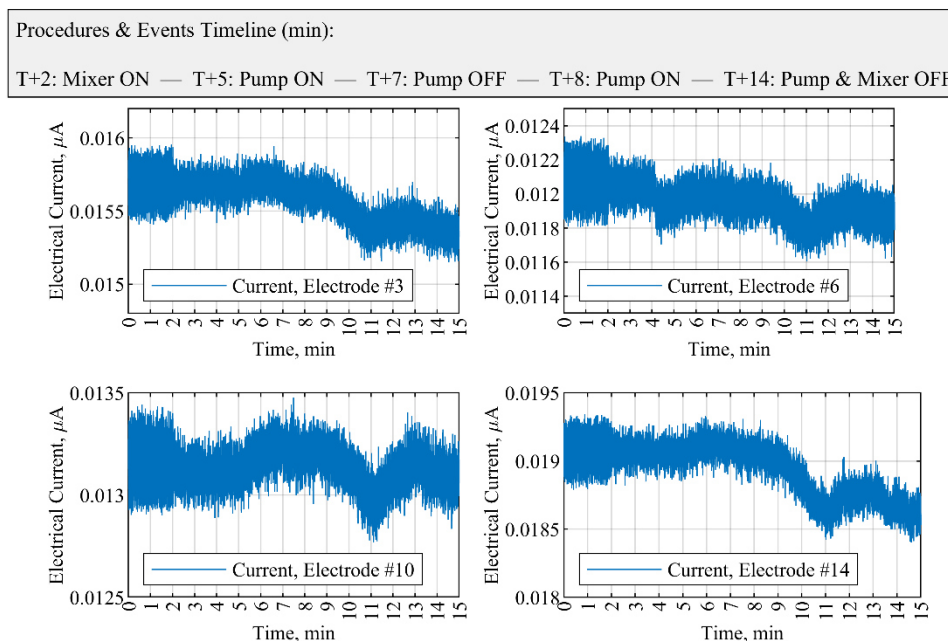 Procedures & Events Timeline (min):
T+2: Mixer ON — T+5: Pump ON — T+7: Pump OFF — T+8: Pump ON — T+14: Pump & Mixer OFF
Electrical Current, µA
0.016
0.0155
0.015
Current, Electrode #3
0 1 2 3 4 5 6 7 8 9 10 11 12 13 14 15
Time, min
Electrical Current, µA
0.0124
0.0122
0.012
0.0118
0.0116
0.0114
Current, Electrode #6
0 1 2 3 4 5 6 7 8 9 10 11 12 13 14 15
Time, min
Electrical Current, µA
0.0135
0.013
0.0125
Current, Electrode #10
0 1 2 3 4 5 6 7 8 9 10 11 12 13 14 15
Time, min
Electrical Current, µA
0.0195
0.019
0.0185
0.018
Current, Electrode #14
0 1 2 3 4 5 6 7 8 9 10 11 12 13 14 15
Time, min